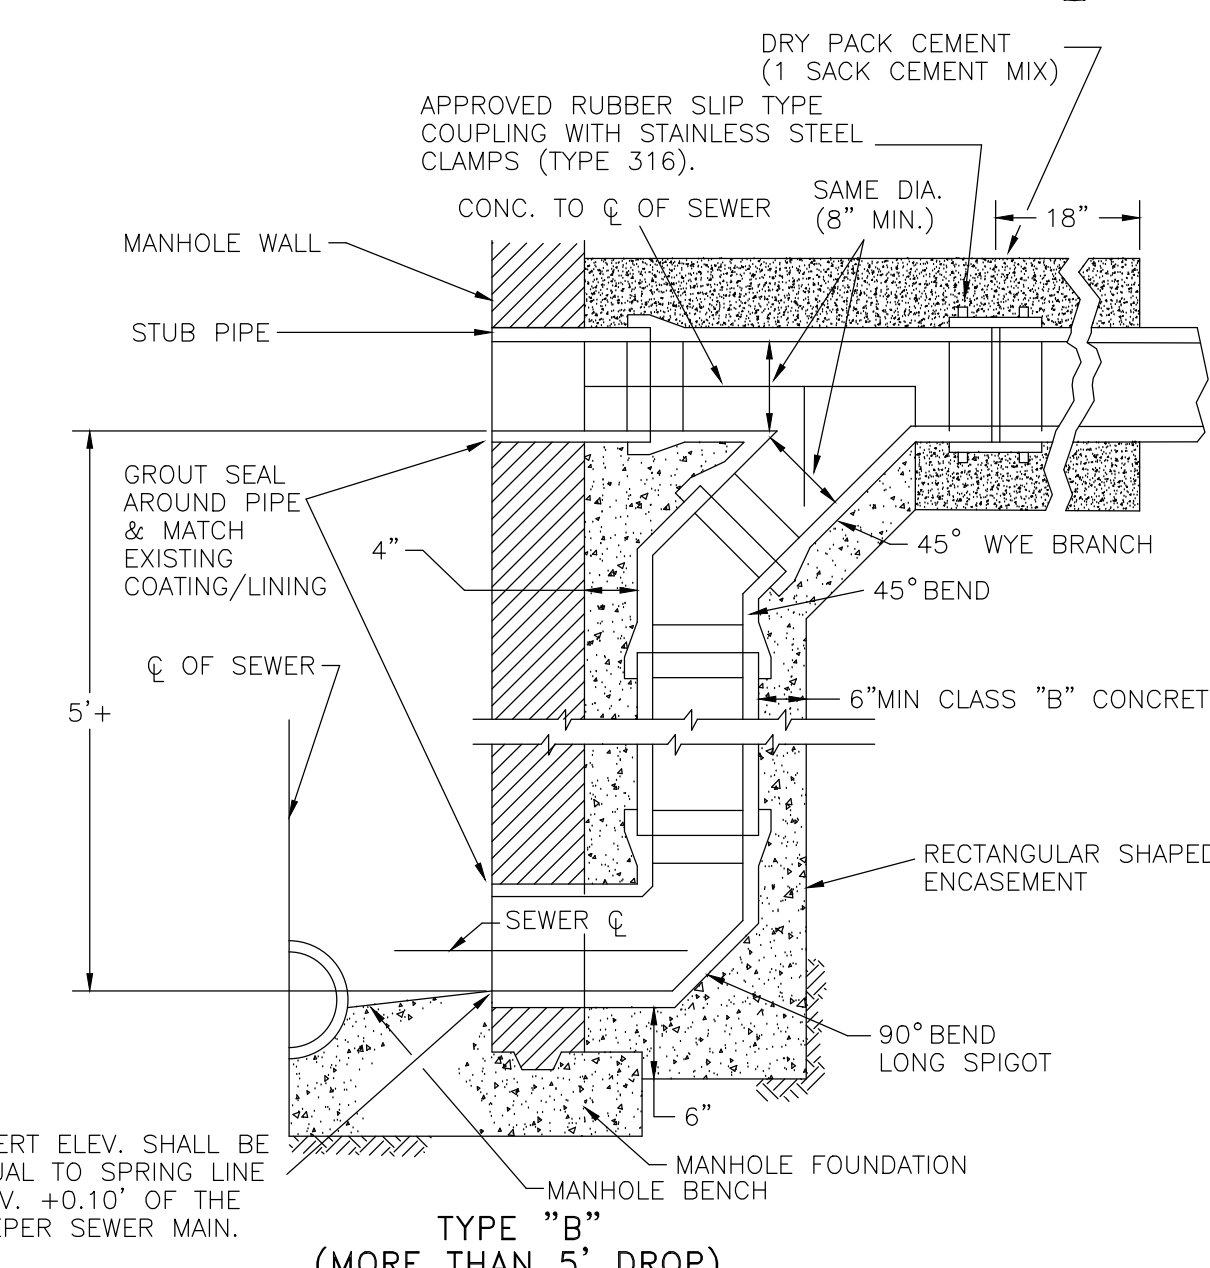 DRY PACK CEMENT
(1 SACK CEMENT MIX)
APPROVED RUBBER SLIP TYPE
COUPLING WITH STAINLESS STEEL
CLAMPS (TYPE 316).
SAME DIA.
(8" MIN.)
CONC. TO ℄ OF SEWER
18"
MANHOLE WALL
STUB PIPE
GROUT SEAL
AROUND PIPE
& MATCH
EXISTING
COATING/LINING
4"
45° WYE BRANCH
45° BEND
℄ OF SEWER
5'+
6"MIN CLASS "B" CONCRET
RECTANGULAR SHAPED
ENCASEMENT
SEWER ℄
90° BEND
LONG SPIGOT
6"
ERT ELEV. SHALL BE
UAL TO SPRING LINE
V. +0.10' OF THE
EPER SEWER MAIN.
MANHOLE FOUNDATION
MANHOLE BENCH
TYPE "B"
(MORE THAN 5' DROP)